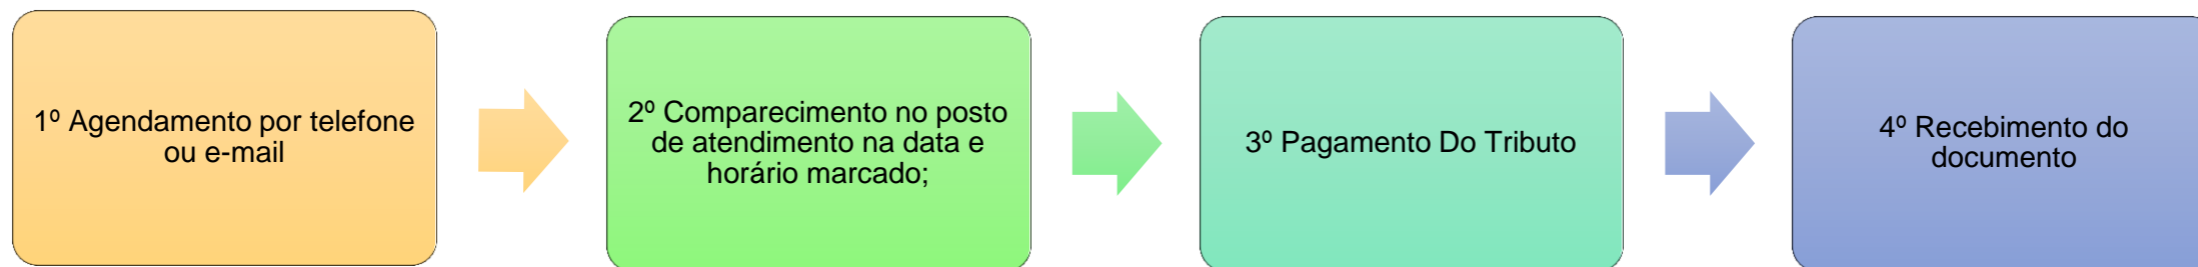 1º Agendamento por telefone
ou e-mail
2º Comparecimento no posto
de atendimento na data e
horário marcado;
3º Pagamento Do Tributo
4º Recebimento do
documento